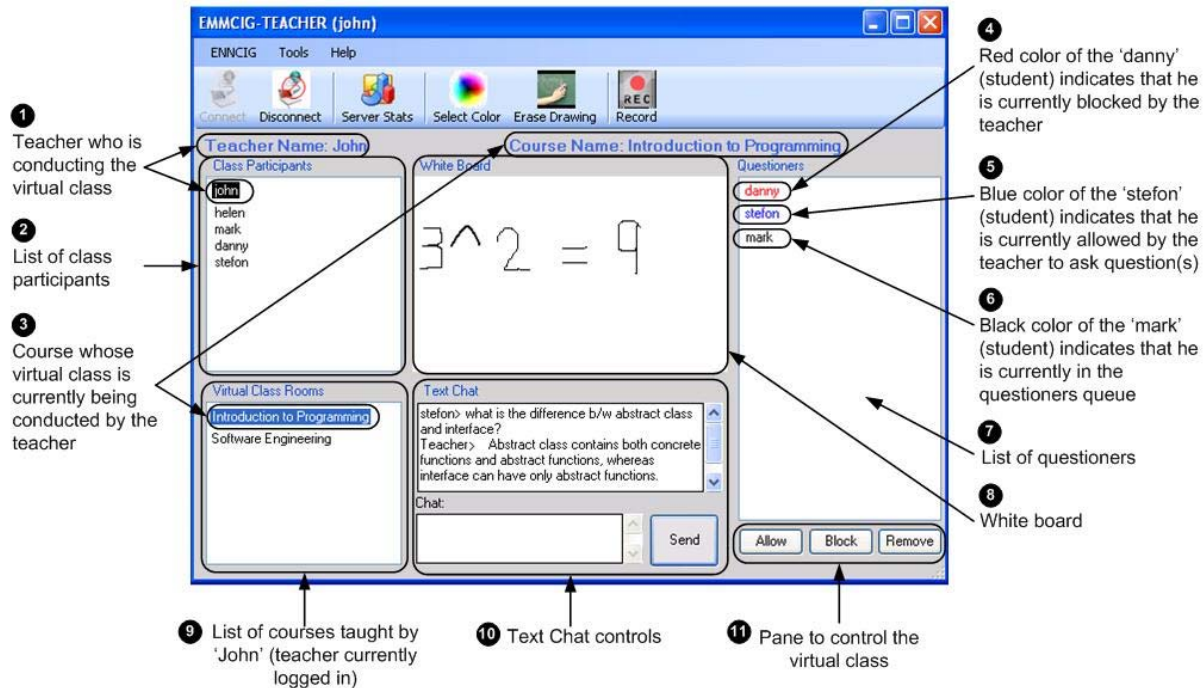 EMMCIG-TEACHER (john)
ENNCIG Tools Help
Connect Disconnect Server Stats Select Color Erase Drawing REC Record
Teacher Name: John
Course Name: Introduction to Programming
Class Participants
john
helen
mark
danny
stefon
White Board
3^2 = 9
Questioners
danny
stefon
mark
Virtual Class Rooms
Introduction to Programming
Software Engineering
Text Chat
stefon> what is the difference b/w abstract class
and interface?
Teacher> Abstract class contains both concrete
functions and abstract functions, whereas
interface can have only abstract functions.
Chat:
Send
Allow Block Remove
1
Teacher who is
conducting the
virtual class
2
List of class
participants
3
Course whose
virtual class is
currently being
conducted by the
teacher
4
Red color of the ‘danny’
(student) indicates that he
is currently blocked by the
teacher
5
Blue color of the ‘stefon’
(student) indicates that he
is currently allowed by the
teacher to ask question(s)
6
Black color of the ‘mark’
(student) indicates that he
is currently in the
questioners queue
7
List of questioners
8
White board
9 List of courses taught by
‘John’ (teacher currently
logged in)
10 Text Chat controls
11 Pane to control the
virtual class